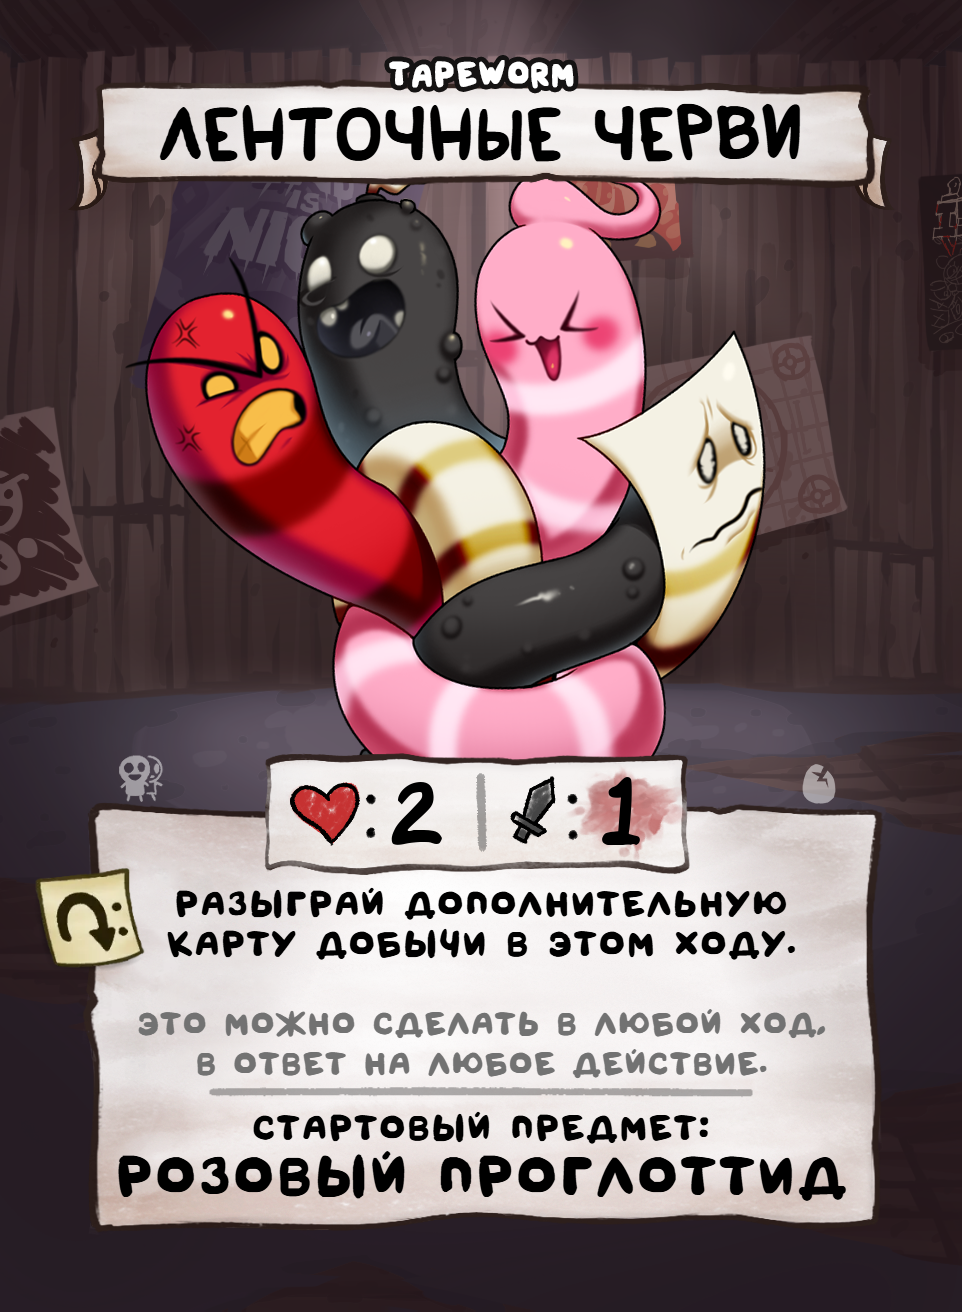 TAPEWORM
ЛЕНТОЧНЫЕ ЧЕРВИ
IS
:2 | :1
РАЗЫГРАЙ ДОПОЛНИТЕЛЬНУЮ
КАРТУ ДОБЫЧИ В ЭТОМ ХОДУ.
ЭТО МОЖНО СДЕЛАТЬ В ЛЮБОЙ ХОД,
В ОТВЕТ НА ЛЮБОЕ ДЕЙСТВИЕ.
СТАРТОВЫЙ ПРЕДМЕТ:
РОЗОВЫЙ ПРОГЛОТТИД